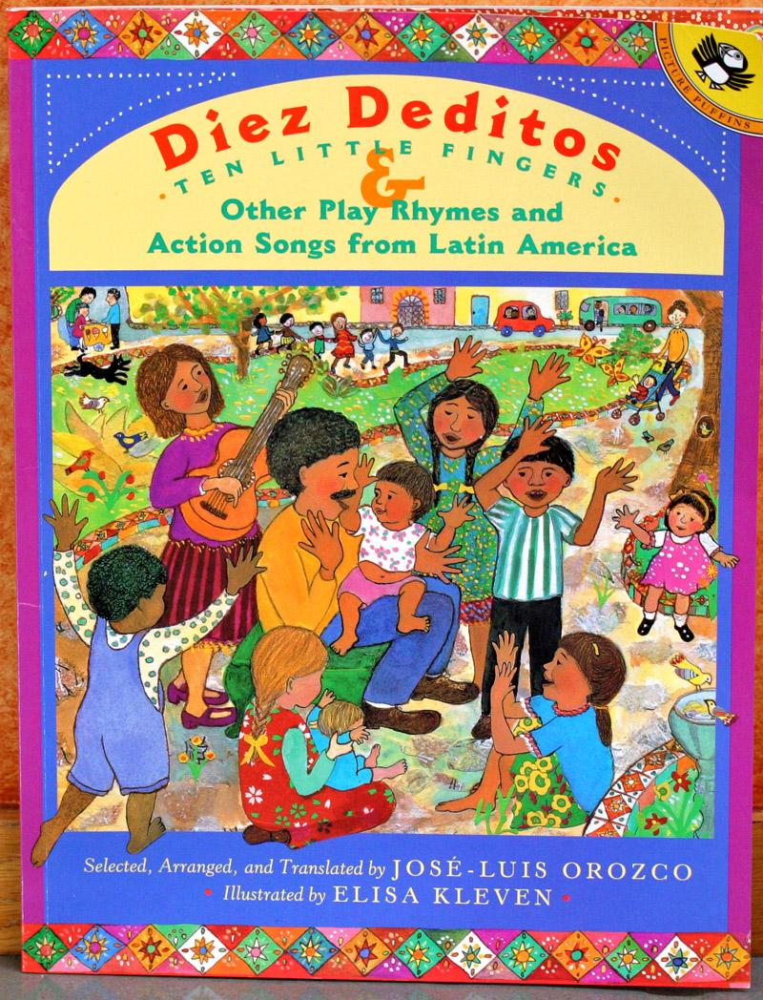 PICTURE PUFFINS
Diez Deditos
·TEN LITTLE FINGERS·
&
Other Play Rhymes and
Action Songs from Latin America
Selected, Arranged, and Translated by JOSÉ-LUIS OROZCO
• Illustrated by ELISA KLEVEN •